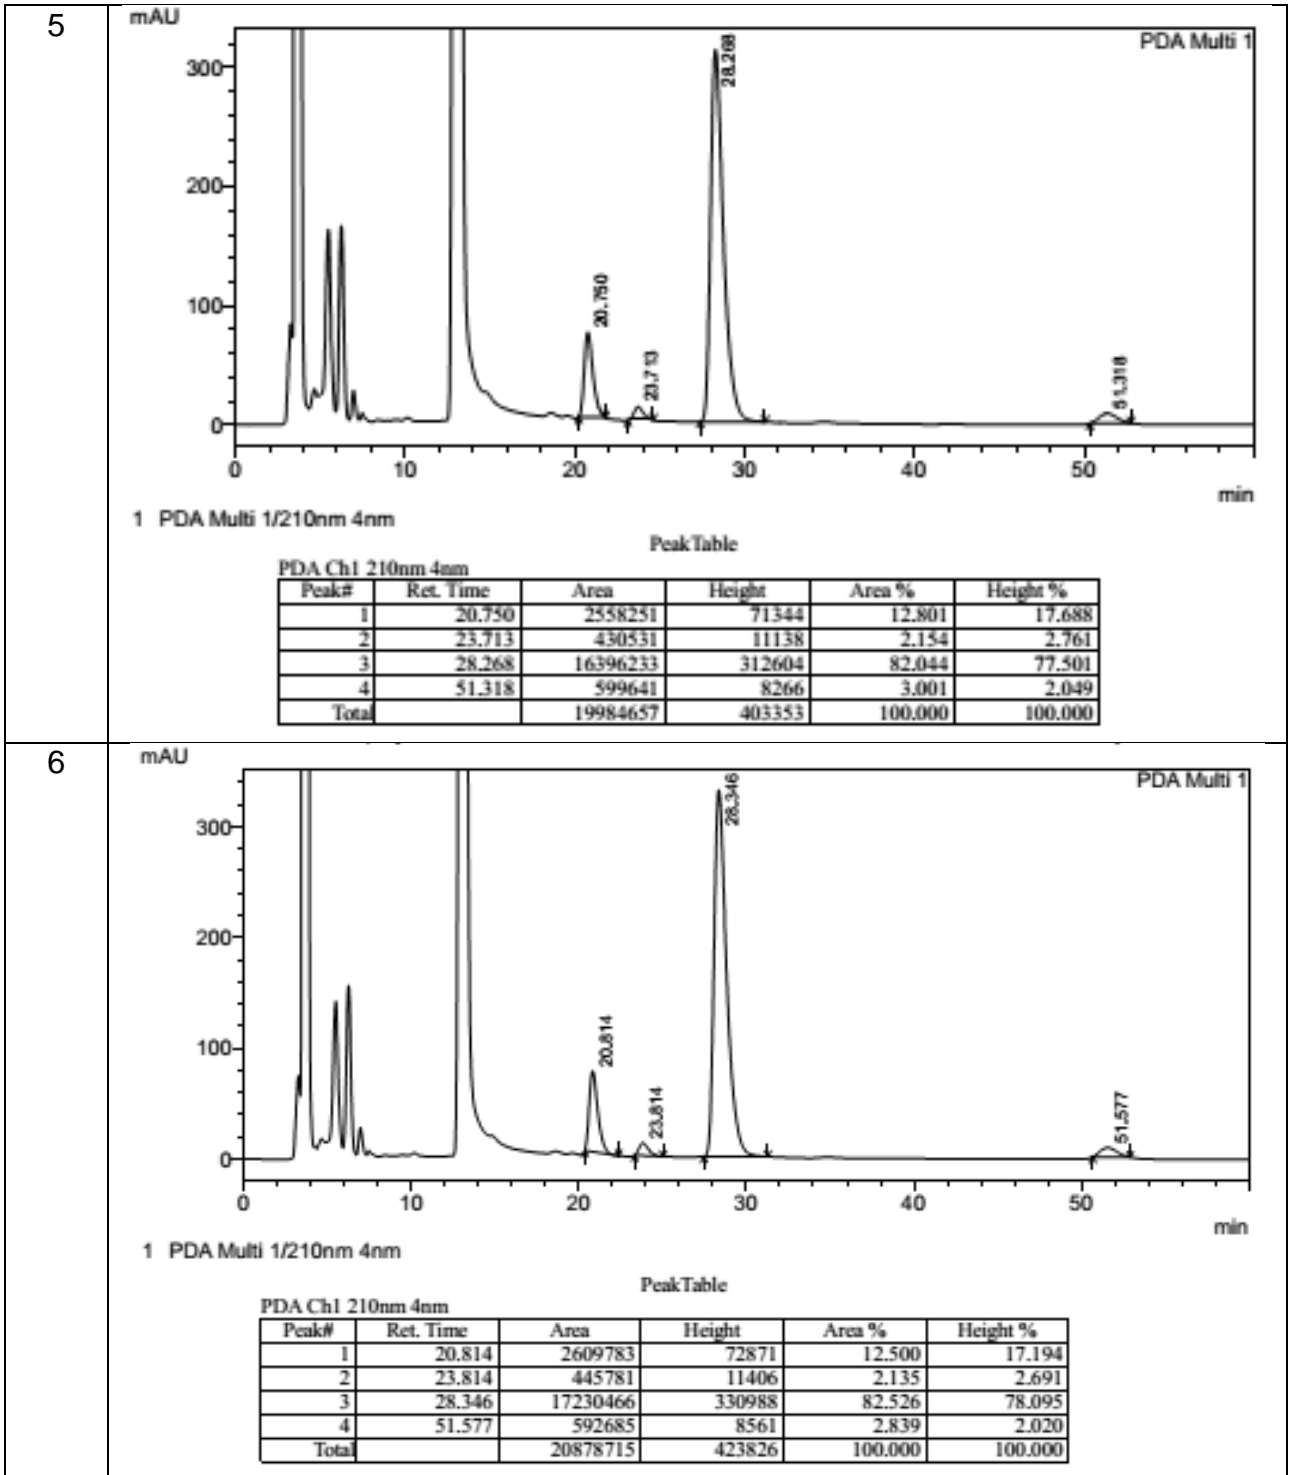 5
mAU
PDA Multi 1
300
200
100
0
28.268
20.750
23.713
51.318
0 10 20 30 40 50
min
1 PDA Multi 1/210nm 4nm
PeakTable
PDA Ch1 210nm 4nm
Peak# Ret. Time Area Height Area % Height %
1 20.750 2558251 71344 12.801 17.688
2 23.713 430531 11138 2.154 2.761
3 28.268 16396233 312604 82.044 77.501
4 51.318 599641 8266 3.001 2.049
Total 19984657 403353 100.000 100.000
6
mAU
PDA Multi 1
300
200
100
0
28.346
20.814
23.814
51.577
0 10 20 30 40 50
min
1 PDA Multi 1/210nm 4nm
PeakTable
PDA Ch1 210nm 4nm
Peak# Ret. Time Area Height Area % Height %
1 20.814 2609783 72871 12.500 17.194
2 23.814 445781 11406 2.135 2.691
3 28.346 17230466 330988 82.526 78.095
4 51.577 592685 8561 2.839 2.020
Total 20878715 423826 100.000 100.000